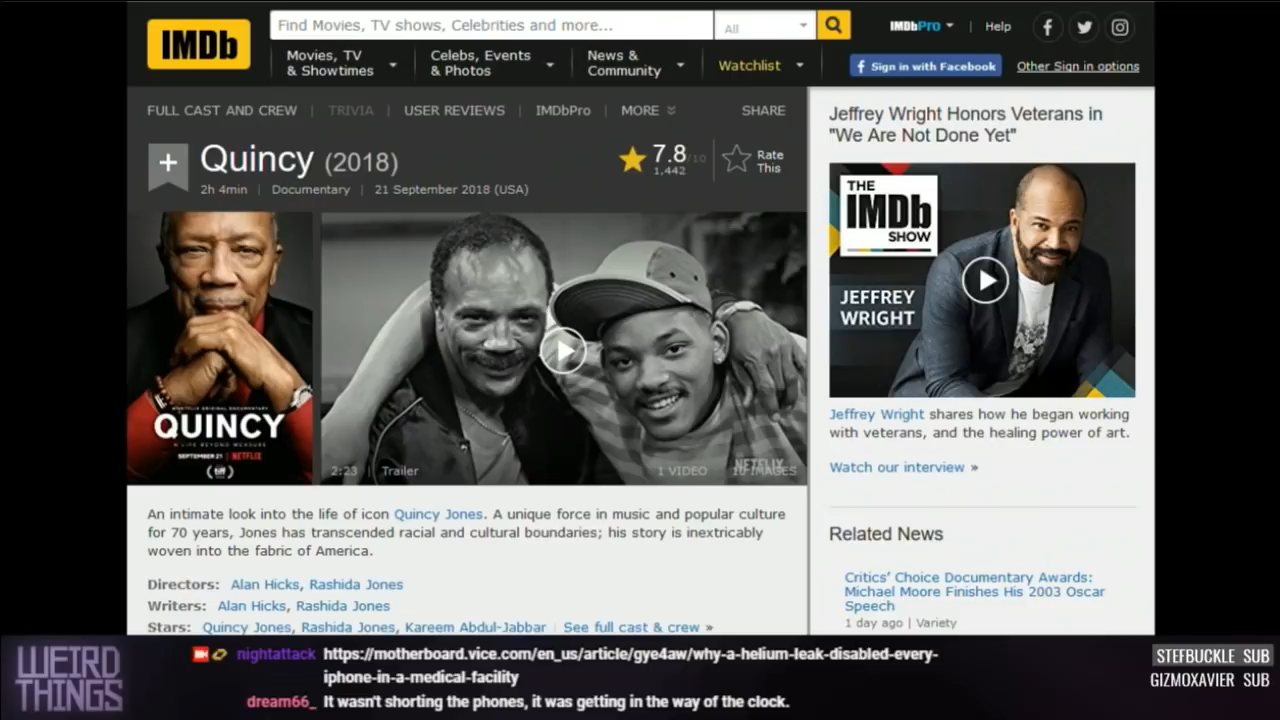 IMDb
Find Movies, TV shows, Celebrities and more...
All
IMDbPro
Help
Movies, TV
& Showtimes
Celebs, Events
& Photos
News &
Community
Watchlist
Sign in with Facebook
Other Sign in options
FULL CAST AND CREW | TRIVIA | USER REVIEWS | IMDbPro | MORE
SHARE
Quincy (2018)
7.8/10
1,442
Rate
This
2h 4min | Documentary | 21 September 2018 (USA)
QUINCY
A LIFE BEYOND MEASURE
SEPTEMBER 21 | NETFLIX
tiff
2:23 | Trailer
1 VIDEO
10 IMAGES
NETFLIX
An intimate look into the life of icon Quincy Jones. A unique force in music and popular culture
for 70 years, Jones has transcended racial and cultural boundaries; his story is inextricably
woven into the fabric of America.
Directors: Alan Hicks, Rashida Jones
Writers: Alan Hicks, Rashida Jones
Stars: Quincy Jones, Rashida Jones, Kareem Abdul-Jabbar | See full cast & crew »
Jeffrey Wright Honors Veterans in
"We Are Not Done Yet"
THE
IMDb
SHOW
JEFFREY
WRIGHT
Jeffrey Wright shares how he began working
with veterans, and the healing power of art.
Watch our interview »
Related News
Critics' Choice Documentary Awards:
Michael Moore Finishes His 2003 Oscar
Speech
1 day ago | Variety
WEIRD
THINGS
nightattack https://motherboard.vice.com/en_us/article/gye4aw/why-a-helium-leak-disabled-every-
iphone-in-a-medical-facility
dream66_ It wasn't shorting the phones, it was getting in the way of the clock.
STEFBUCKLE SUB
GIZMOXAVIER SUB